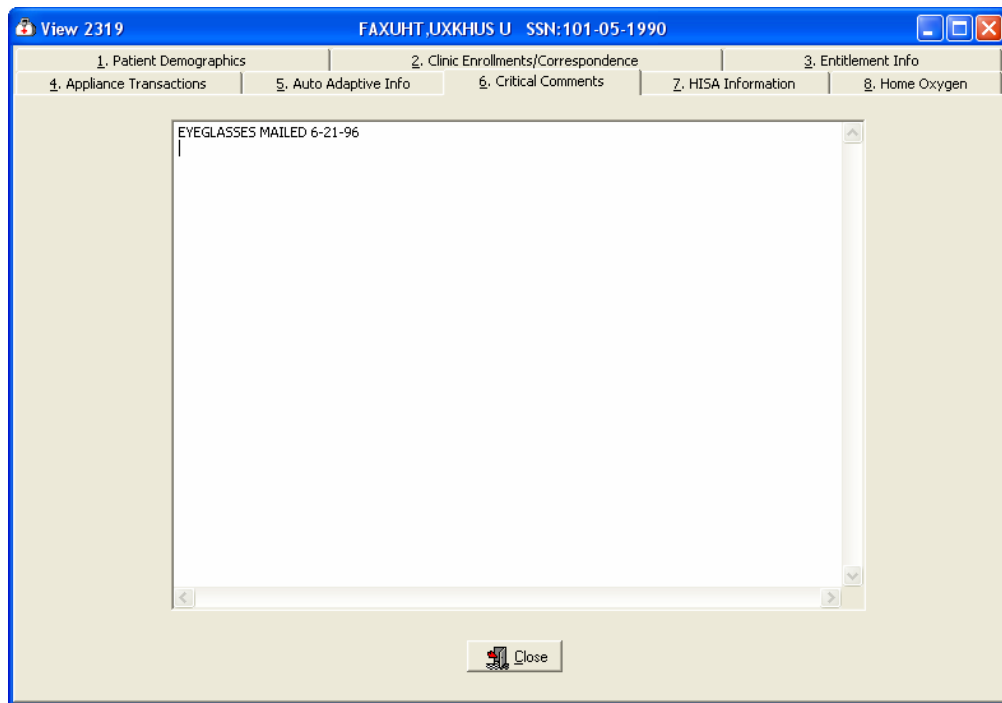 View 2319 FAXUHT,UXKHUS U SSN:101-05-1990
1. Patient Demographics 2. Clinic Enrollments/Correspondence 3. Entitlement Info
4. Appliance Transactions 5. Auto Adaptive Info 6. Critical Comments 7. HISA Information 8. Home Oxygen
EYEGLASSES MAILED 6-21-96
Close